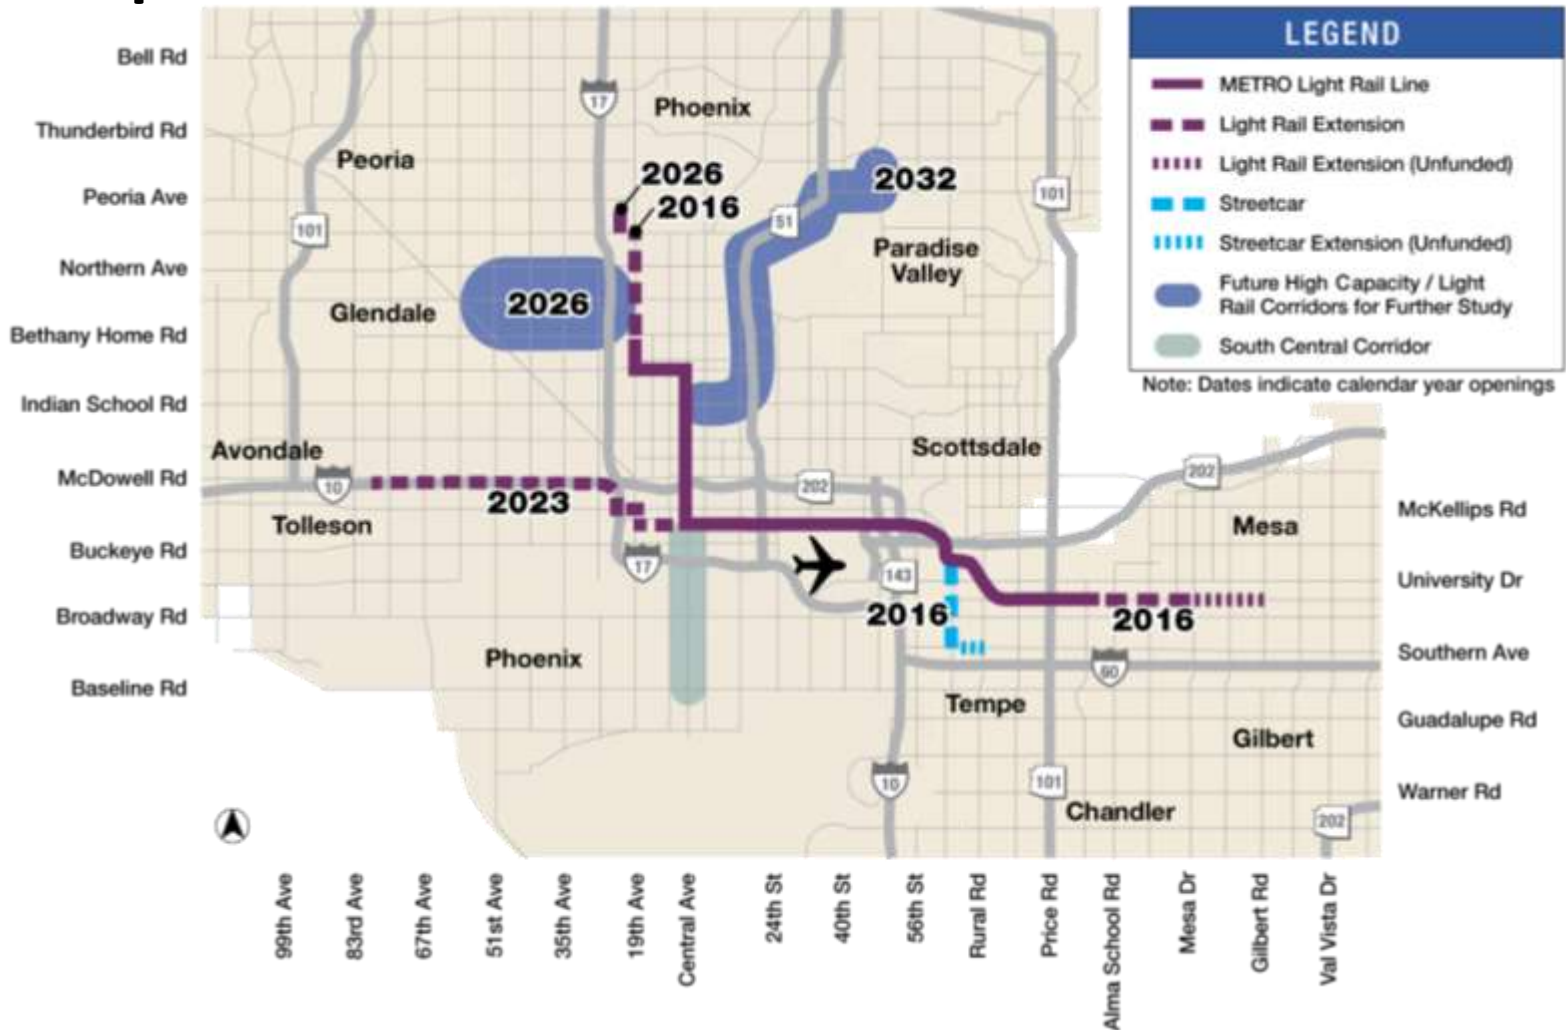 LEGEND
METRO Light Rail Line
Light Rail Extension
Light Rail Extension (Unfunded)
Streetcar
Streetcar Extension (Unfunded)
Future High Capacity / Light
Rail Corridors for Further Study
South Central Corridor
Note: Dates indicate calendar year openings
Bell Rd
Thunderbird Rd
Peoria Ave
Northern Ave
Bethany Home Rd
Indian School Rd
McDowell Rd
Buckeye Rd
Broadway Rd
Baseline Rd
17
Phoenix
Peoria
2026
2016
2032
101
101
51
Paradise
Valley
Glendale
2026
Avondale
Scottsdale
10
2023
202
202
Tolleson
Mesa
17
143
2016
2016
Phoenix
60
Tempe
Gilbert
10
101
Chandler
202
McKellips Rd
University Dr
Southern Ave
Guadalupe Rd
Warner Rd
99th Ave
83rd Ave
67th Ave
51st Ave
35th Ave
19th Ave
Central Ave
24th St
40th St
56th St
Rural Rd
Price Rd
Alma School Rd
Mesa Dr
Gilbert Rd
Val Vista Dr